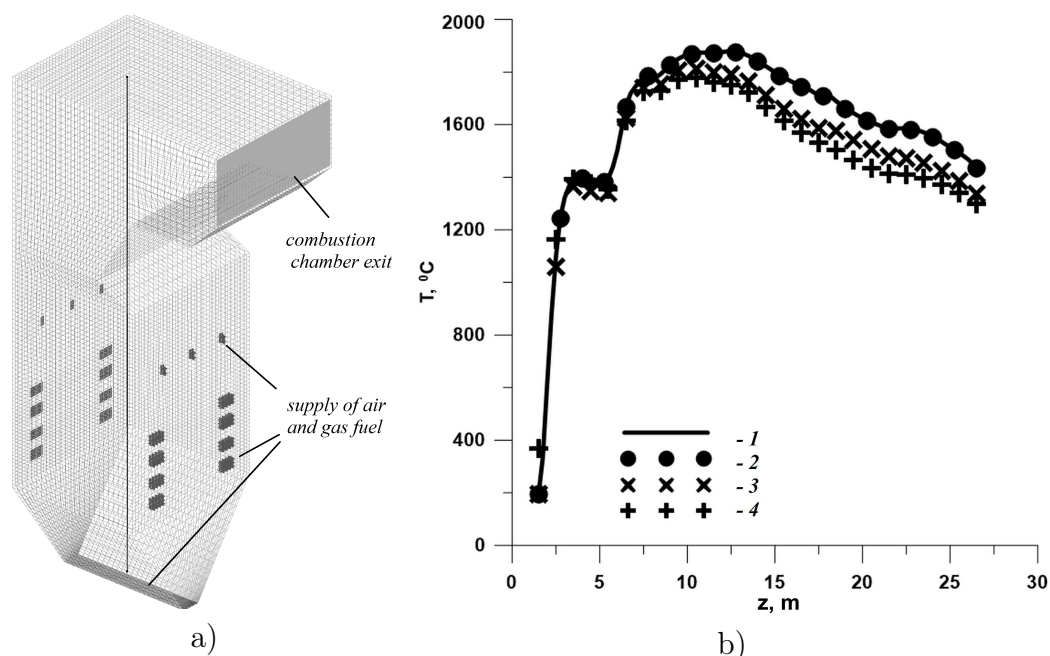 combustion
chamber exit
supply of air
and gas fuel
a)
T, ⁰C
2000
1600
1200
800
400
0
0 5 10 15 20 25 30
z, m
- 1
- 2
- 3
- 4
b)